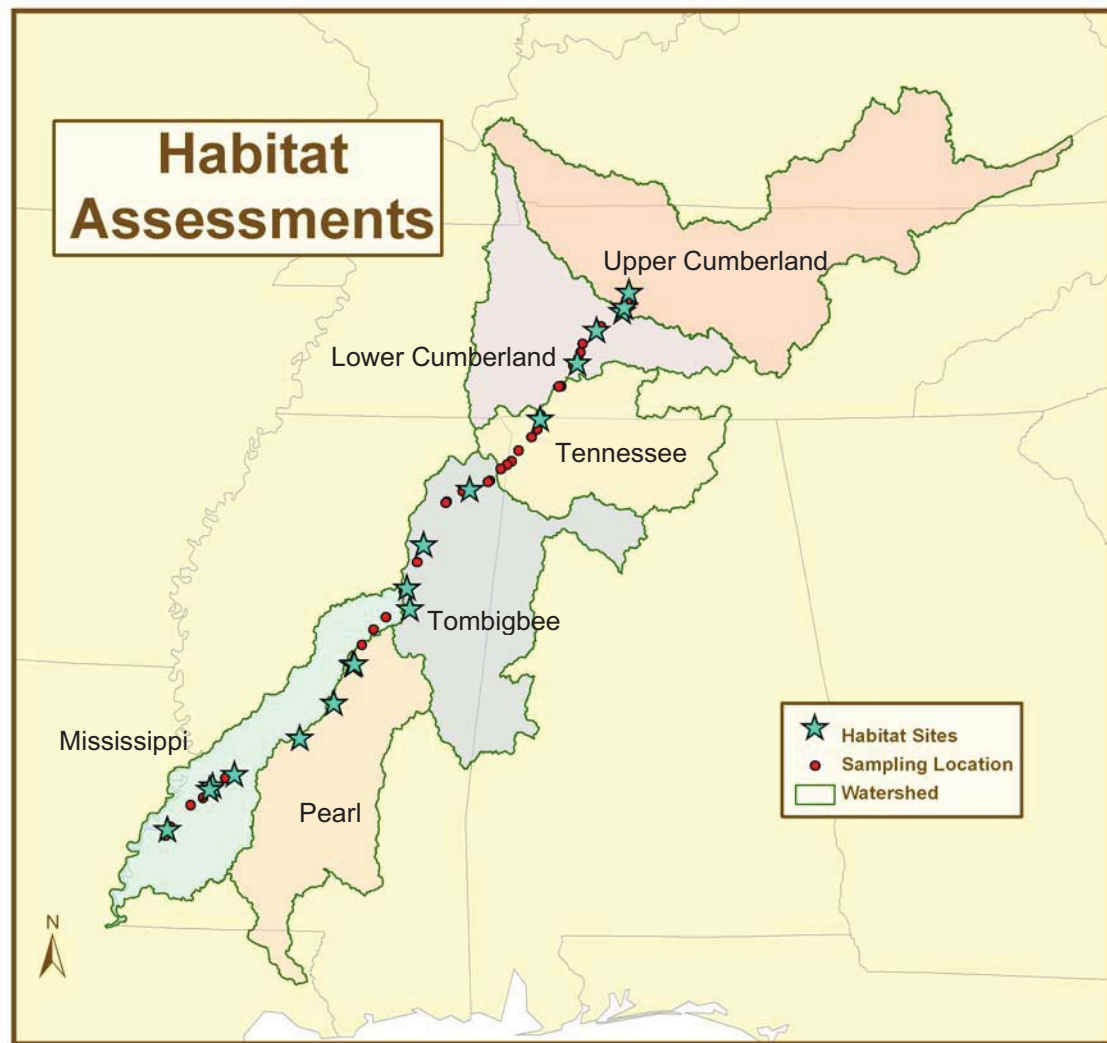 Habitat
Assessments
Upper Cumberland
Lower Cumberland
Tennessee
Tombigbee
Mississippi
Pearl
Habitat Sites
Sampling Location
Watershed
N